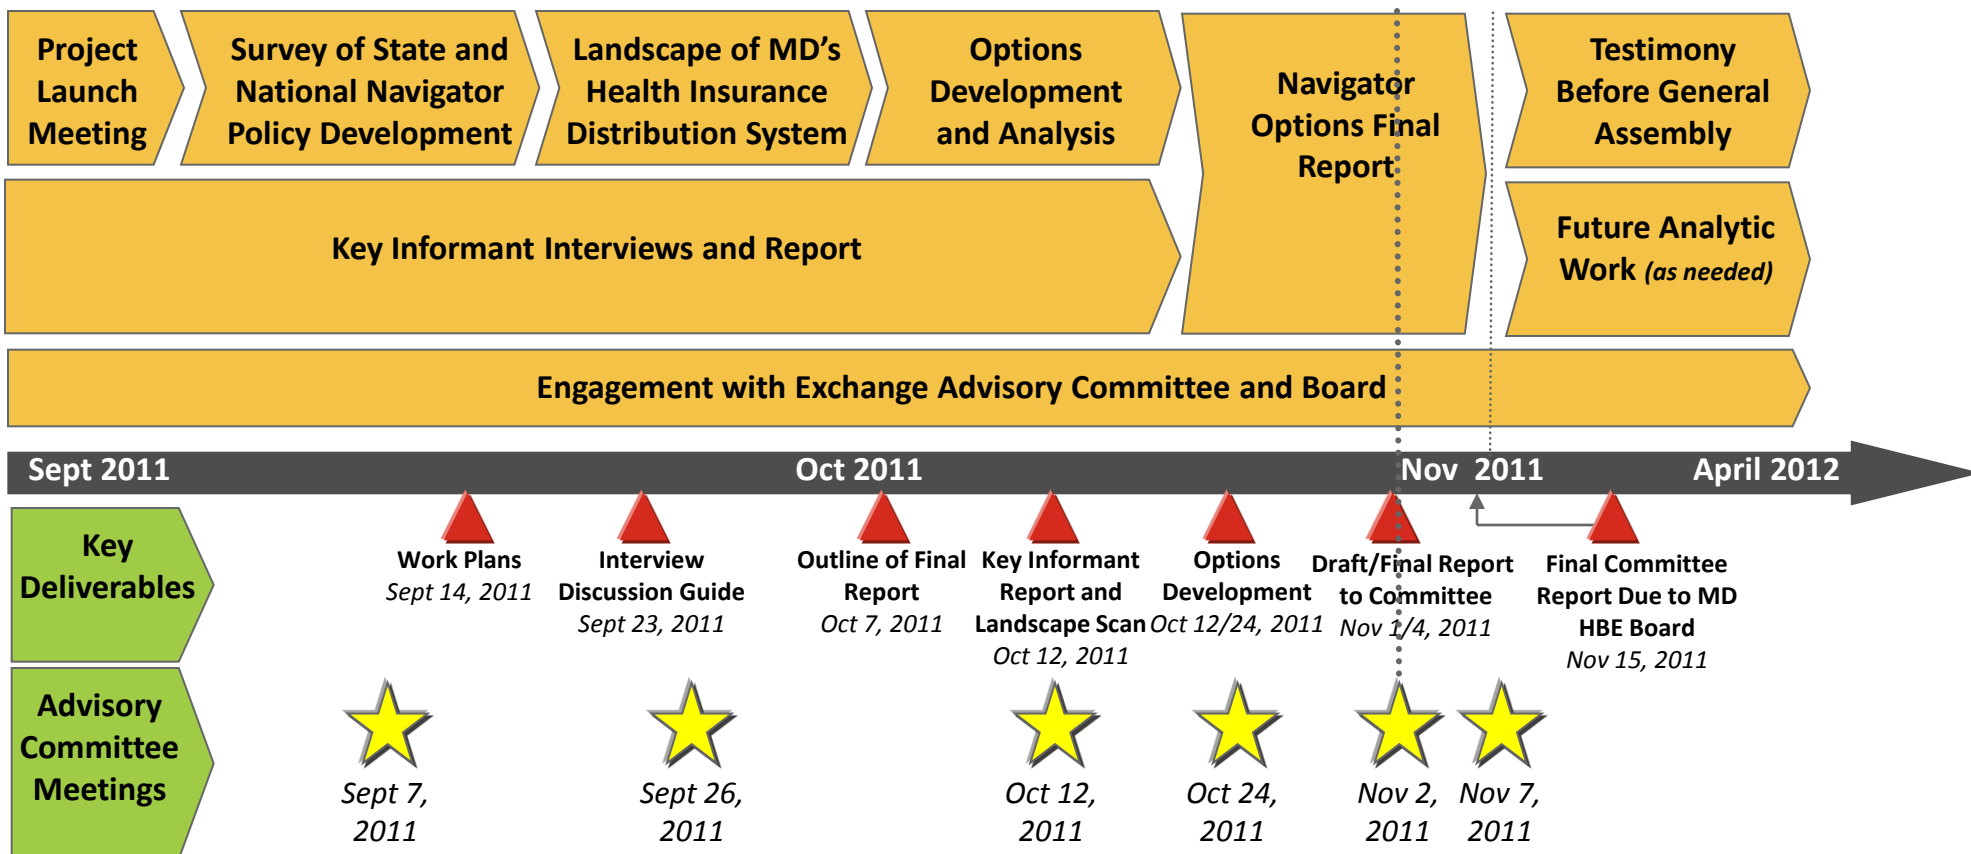 Project
Launch
Meeting
Survey of State and
National Navigator
Policy Development
Landscape of MD’s
Health Insurance
Distribution System
Options
Development
and Analysis
Navigator
Options Final
Report
Testimony
Before General
Assembly
Key Informant Interviews and Report
Future Analytic
Work (as needed)
Engagement with Exchange Advisory Committee and Board
Sept 2011
Oct 2011
Nov 2011
April 2012
Key
Deliverables
Work Plans
Sept 14, 2011
Interview
Discussion Guide
Sept 23, 2011
Outline of Final
Report
Oct 7, 2011
Key Informant
Report and
Landscape Scan
Oct 12, 2011
Options
Development
Oct 12/24, 2011
Draft/Final Report
to Committee
Nov 1/4, 2011
Final Committee
Report Due to MD
HBE Board
Nov 15, 2011
Advisory
Committee
Meetings
Sept 7,
2011
Sept 26,
2011
Oct 12,
2011
Oct 24,
2011
Nov 2,
2011
Nov 7,
2011